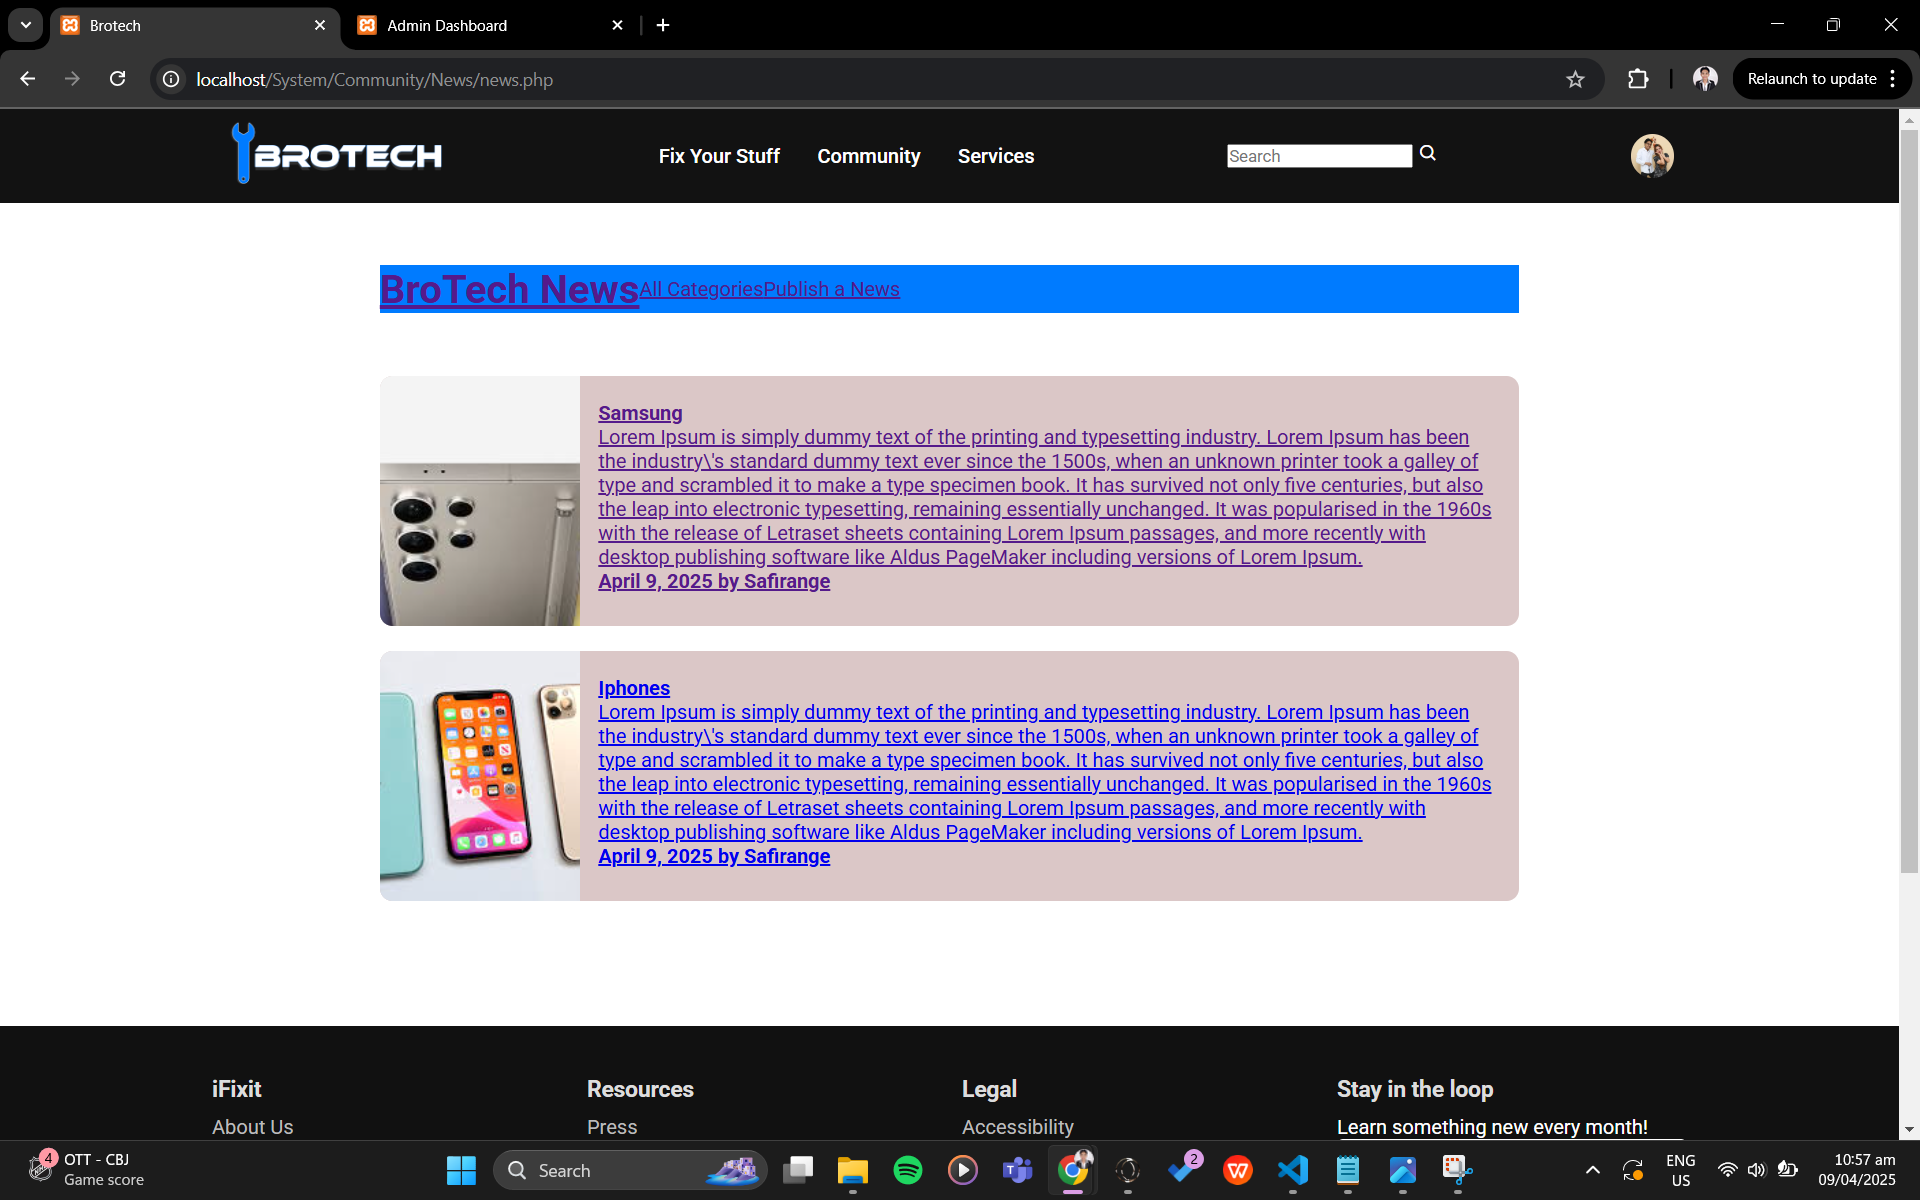 Brotech
Admin Dashboard
localhost/System/Community/News/news.php
Relaunch to update
BROTECH
Fix Your Stuff
Community
Services
Search
BroTech News
All Categories
Publish a News
Samsung
Lorem Ipsum is simply dummy text of the printing and typesetting industry. Lorem Ipsum has been
the industry\'s standard dummy text ever since the 1500s, when an unknown printer took a galley of
type and scrambled it to make a type specimen book. It has survived not only five centuries, but also
the leap into electronic typesetting, remaining essentially unchanged. It was popularised in the 1960s
with the release of Letraset sheets containing Lorem Ipsum passages, and more recently with
desktop publishing software like Aldus PageMaker including versions of Lorem Ipsum.
April 9, 2025 by Safirange
Iphones
Lorem Ipsum is simply dummy text of the printing and typesetting industry. Lorem Ipsum has been
the industry\'s standard dummy text ever since the 1500s, when an unknown printer took a galley of
type and scrambled it to make a type specimen book. It has survived not only five centuries, but also
the leap into electronic typesetting, remaining essentially unchanged. It was popularised in the 1960s
with the release of Letraset sheets containing Lorem Ipsum passages, and more recently with
desktop publishing software like Aldus PageMaker including versions of Lorem Ipsum.
April 9, 2025 by Safirange
iFixit
About Us
Resources
Press
Legal
Accessibility
Stay in the loop
Learn something new every month!
4
OTT - CBJ
Game score
Search
2
ENG
US
10:57 am
09/04/2025